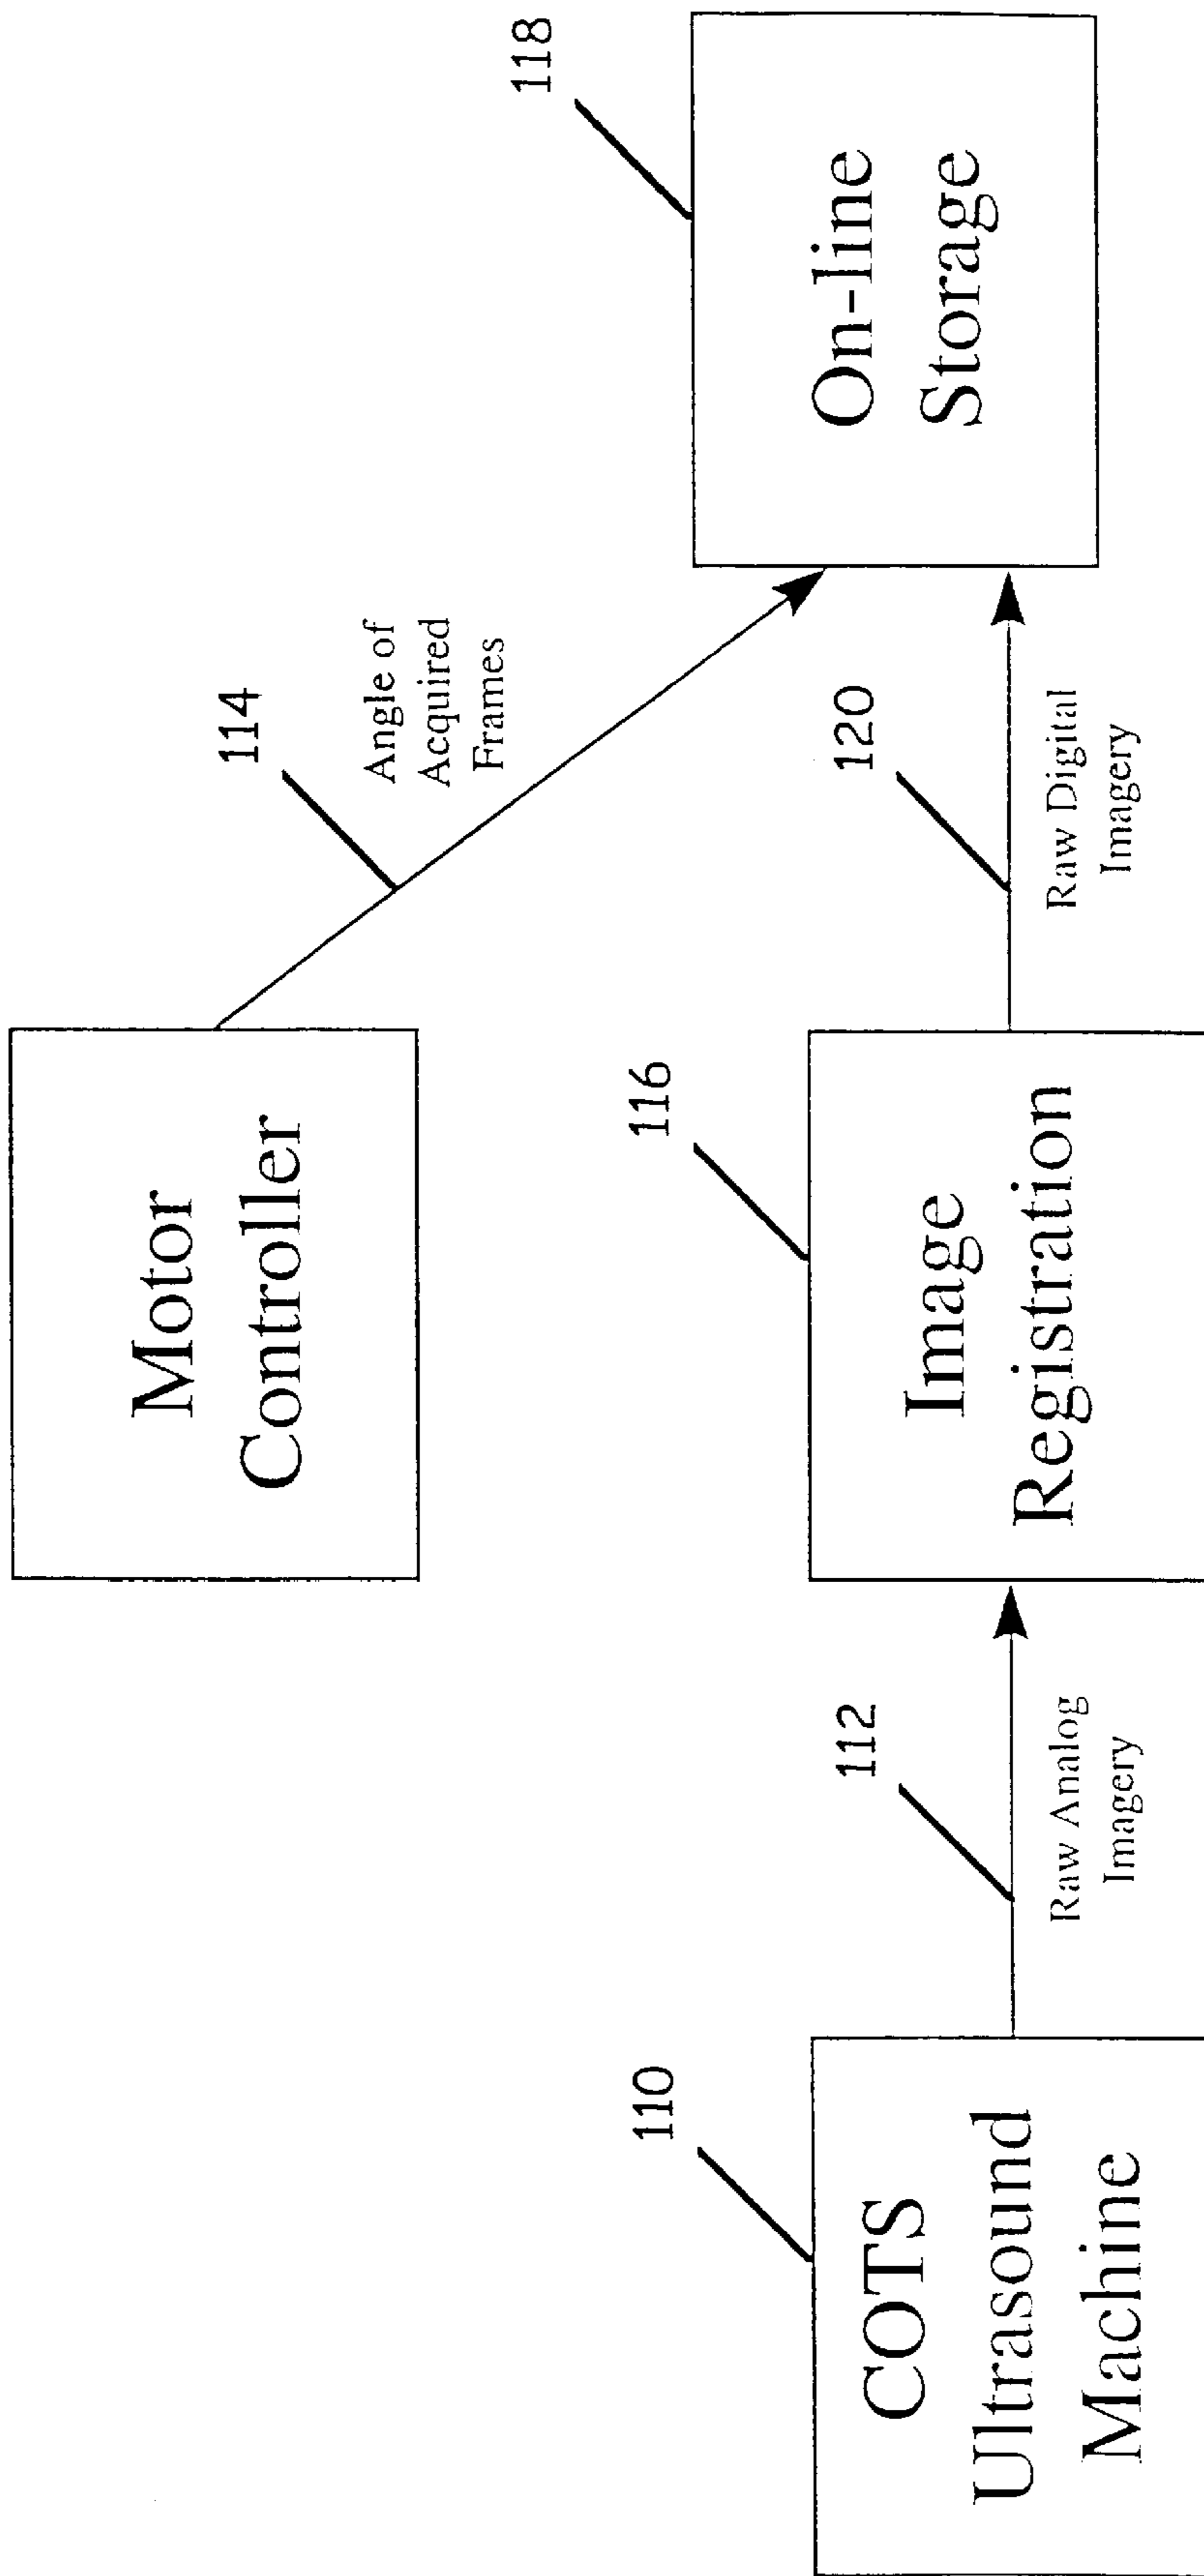 Motor
Controller
114
Angle of
Acquired
Frames
118
On-line
Storage
110
COTS
Ultrasound
Machine
112
Raw Analog
Imagery
116
Image
Registration
120
Raw Digital
Imagery